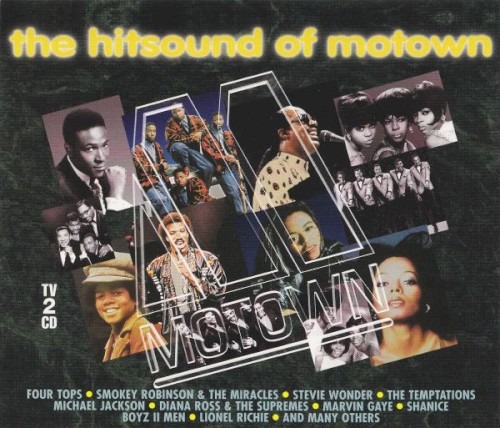 the hitsound of motown
M
MOTOWN
TV
2
CD
FOUR TOPS • SMOKEY ROBINSON & THE MIRACLES • STEVIE WONDER • THE TEMPTATIONS
MICHAEL JACKSON • DIANA ROSS & THE SUPREMES • MARVIN GAYE • SHANICE
BOYZ II MEN • LIONEL RICHIE • AND MANY OTHERS